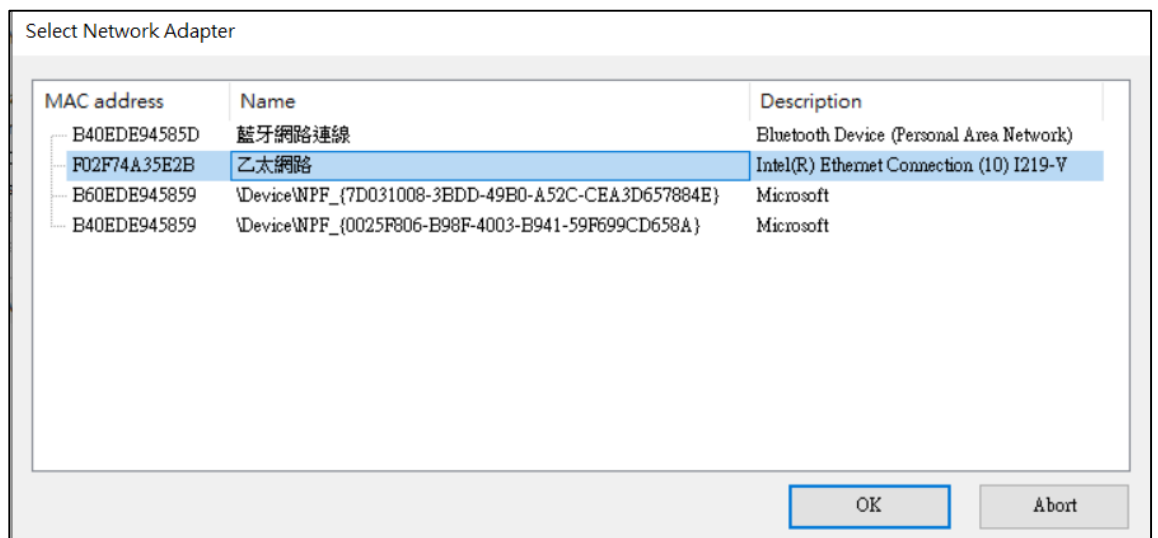 Select Network Adapter
MAC address Name Description
B40EDE94585D 藍牙網路連線 Bluetooth Device (Personal Area Network)
F02F74A35E2B 乙太網路 Intel(R) Ethernet Connection (10) I219-V
B60EDE945859 \Device\NPF_{7D031008-3BDD-49B0-A52C-CEA3D657884E} Microsoft
B40EDE945859 \Device\NPF_{0025F806-B98F-4003-B941-59F699CD658A} Microsoft
OK Abort